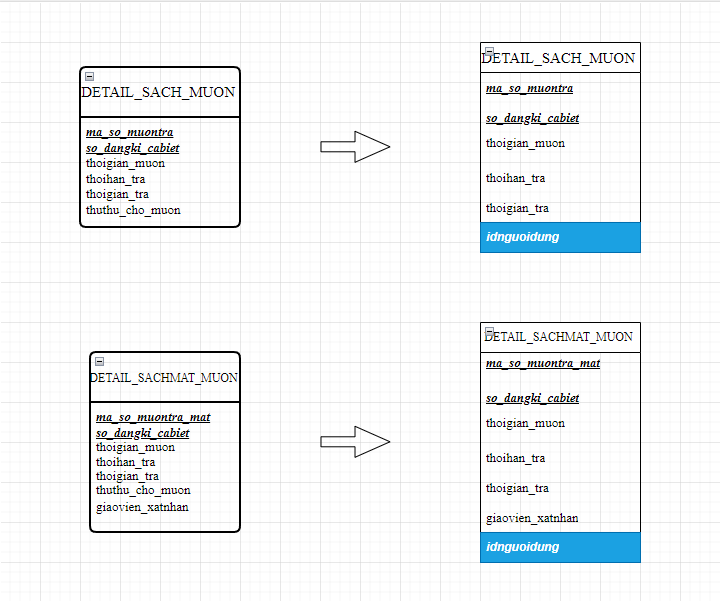 DETAIL_SACH_MUON
ma_so_muontra
so_dangki_cabiet
thoigian_muon
thoihan_tra
thoigian_tra
thuthu_cho_muon
DETAIL_SACH_MUON
ma_so_muontra
so_dangki_cabiet
thoigian_muon
thoihan_tra
thoigian_tra
idnguoidung
DETAIL_SACHMAT_MUON
ma_so_muontra_mat
so_dangki_cabiet
thoigian_muon
thoihan_tra
thoigian_tra
thuthu_cho_muon
giaovien_xatnhan
DETAIL_SACHMAT_MUON
ma_so_muontra_mat
so_dangki_cabiet
thoigian_muon
thoihan_tra
thoigian_tra
giaovien_xatnhan
idnguoidung